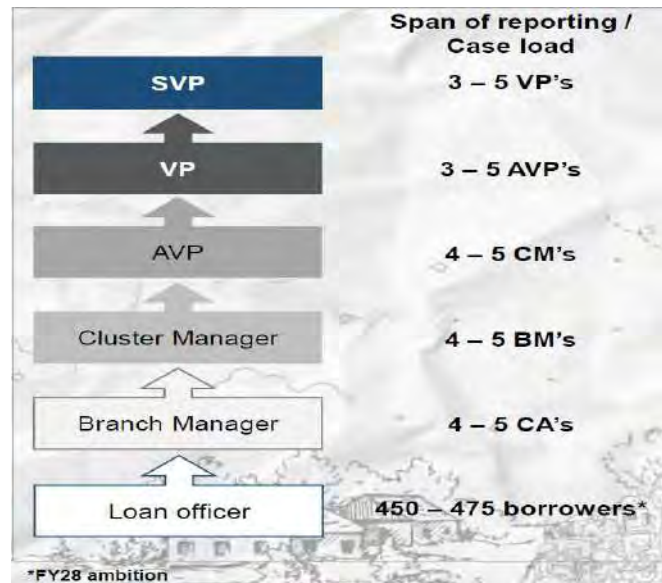 Span of reporting /
Case load
SVP
3 – 5 VP's
VP
3 – 5 AVP's
AVP
4 – 5 CM's
Cluster Manager
4 – 5 BM's
Branch Manager
4 – 5 CA's
Loan officer
450 – 475 borrowers*
*FY28 ambition